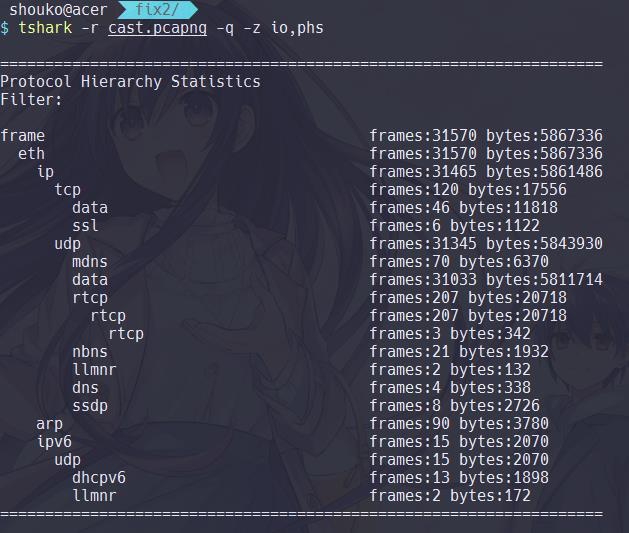 shouko@acer fix2/
$ tshark -r cast.pcapng -q -z io,phs
===================================================================
Protocol Hierarchy Statistics
Filter:
frame frames:31570 bytes:5867336
eth frames:31570 bytes:5867336
ip frames:31465 bytes:5861486
tcp frames:120 bytes:17556
data frames:46 bytes:11818
ssl frames:6 bytes:1122
udp frames:31345 bytes:5843930
mdns frames:70 bytes:6370
data frames:31033 bytes:5811714
rtcp frames:207 bytes:20718
rtcp frames:207 bytes:20718
rtcp frames:3 bytes:342
nbns frames:21 bytes:1932
llmnr frames:2 bytes:132
dns frames:4 bytes:338
ssdp frames:8 bytes:2726
arp frames:90 bytes:3780
ipv6 frames:15 bytes:2070
udp frames:15 bytes:2070
dhcpv6 frames:13 bytes:1898
llmnr frames:2 bytes:172
===================================================================